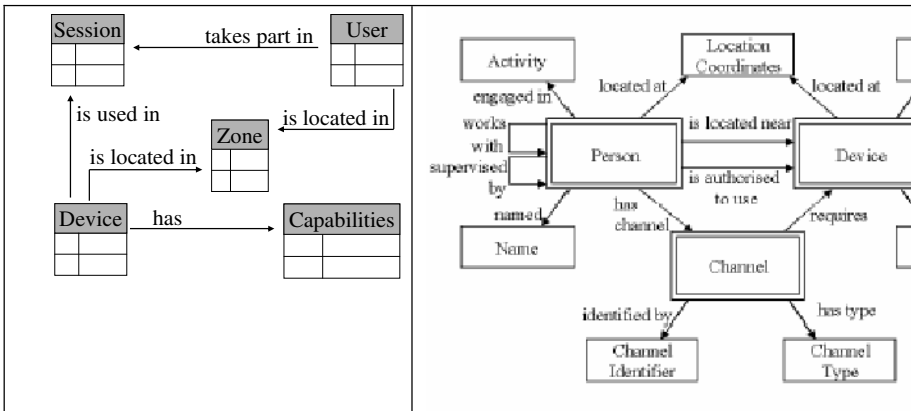 Session
takes part in
User
is used in
Zone
is located in
is located in
Device
has
Capabilities
Activity
Location
Coordinates
engaged in
located at
located at
works
with
supervised
by
Person
is located near
is authorised
to use
Device
named
has
channel
requires
Name
Channel
identified by
has type
Channel
Identifier
Channel
Type